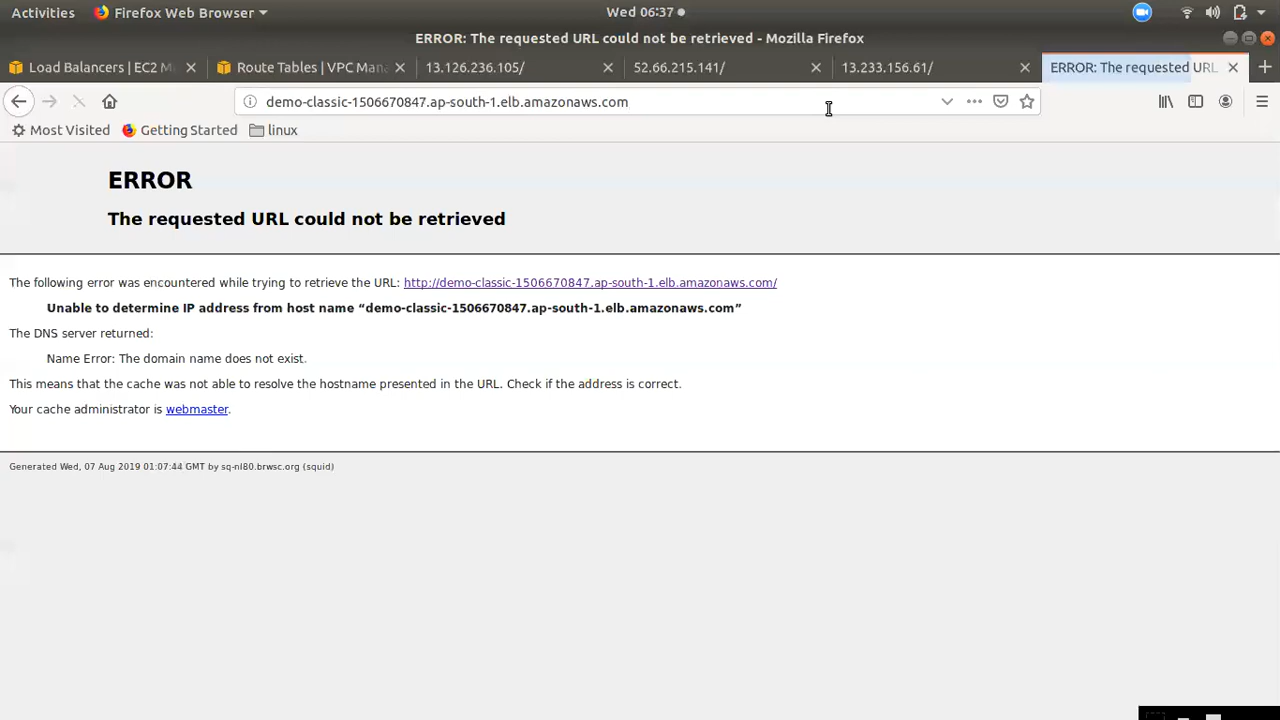 Activities Firefox Web Browser Wed 06:37
ERROR: The requested URL could not be retrieved - Mozilla Firefox
Load Balancers | EC2 M Route Tables | VPC Mana 13.126.236.105/ 52.66.215.141/ 13.233.156.61/ ERROR: The requested URL
demo-classic-1506670847.ap-south-1.elb.amazonaws.com
Most Visited Getting Started linux
ERROR
The requested URL could not be retrieved
The following error was encountered while trying to retrieve the URL: http://demo-classic-1506670847.ap-south-1.elb.amazonaws.com/
Unable to determine IP address from host name “demo-classic-1506670847.ap-south-1.elb.amazonaws.com”
The DNS server returned:
Name Error: The domain name does not exist.
This means that the cache was not able to resolve the hostname presented in the URL. Check if the address is correct.
Your cache administrator is webmaster.
Generated Wed, 07 Aug 2019 01:07:44 GMT by sq-nl80.brwsc.org (squid)